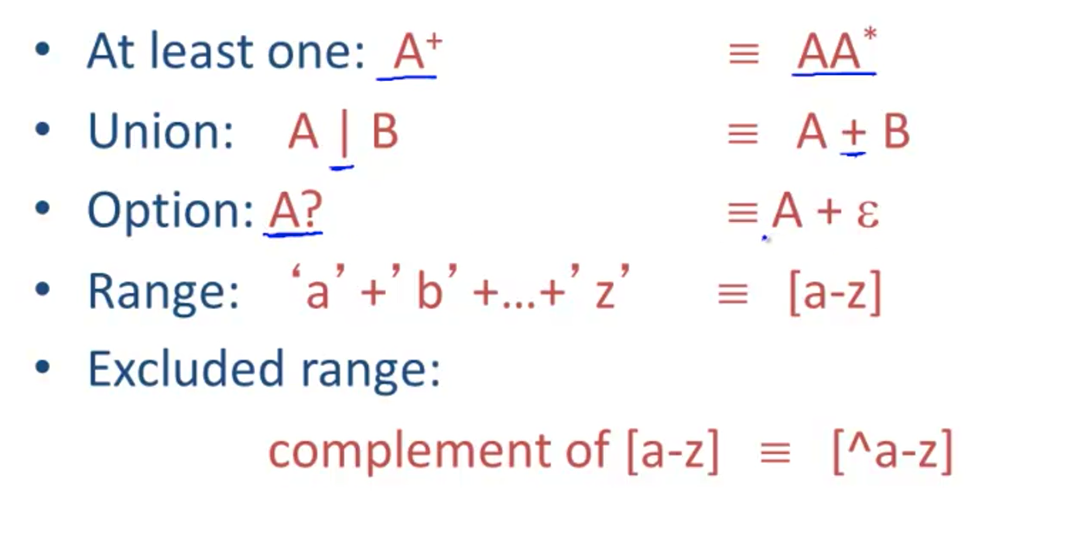 • At least one: A⁺ ≡ AA*
• Union: A | B ≡ A + B
• Option: A? ≡ A + ε
• Range: ‘a’ +’ b’ +...+’ z’ ≡ [a-z]
• Excluded range:
complement of [a-z] ≡ [^a-z]